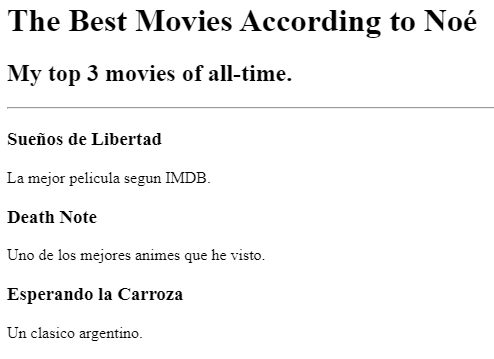 The Best Movies According to Noé
My top 3 movies of all-time.
Sueños de Libertad
La mejor pelicula segun IMDB.
Death Note
Uno de los mejores animes que he visto.
Esperando la Carroza
Un clasico argentino.